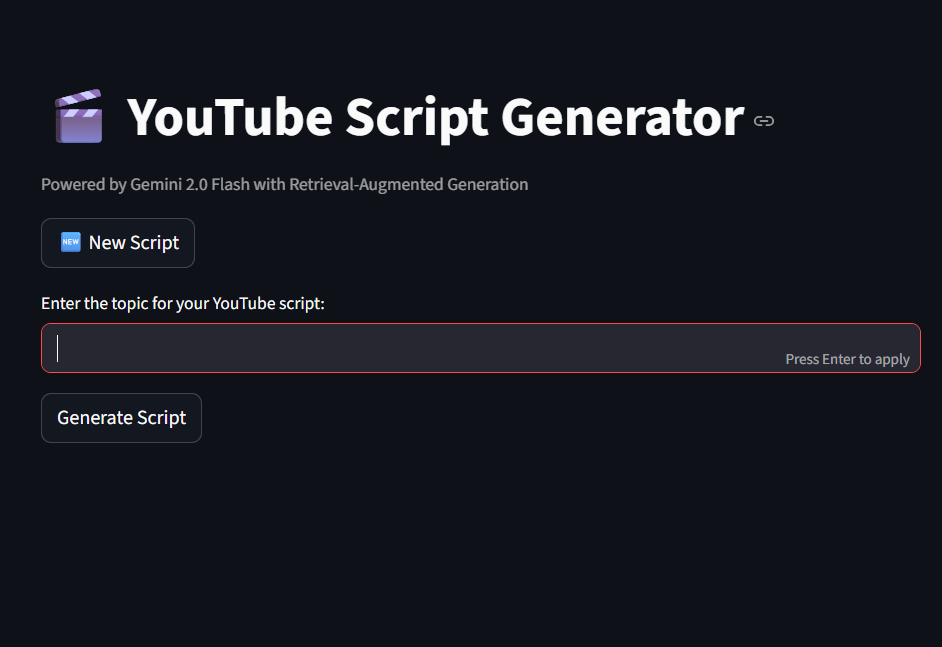 YouTube Script Generator
Powered by Gemini 2.0 Flash with Retrieval-Augmented Generation
NEW New Script
Enter the topic for your YouTube script:
Press Enter to apply
Generate Script